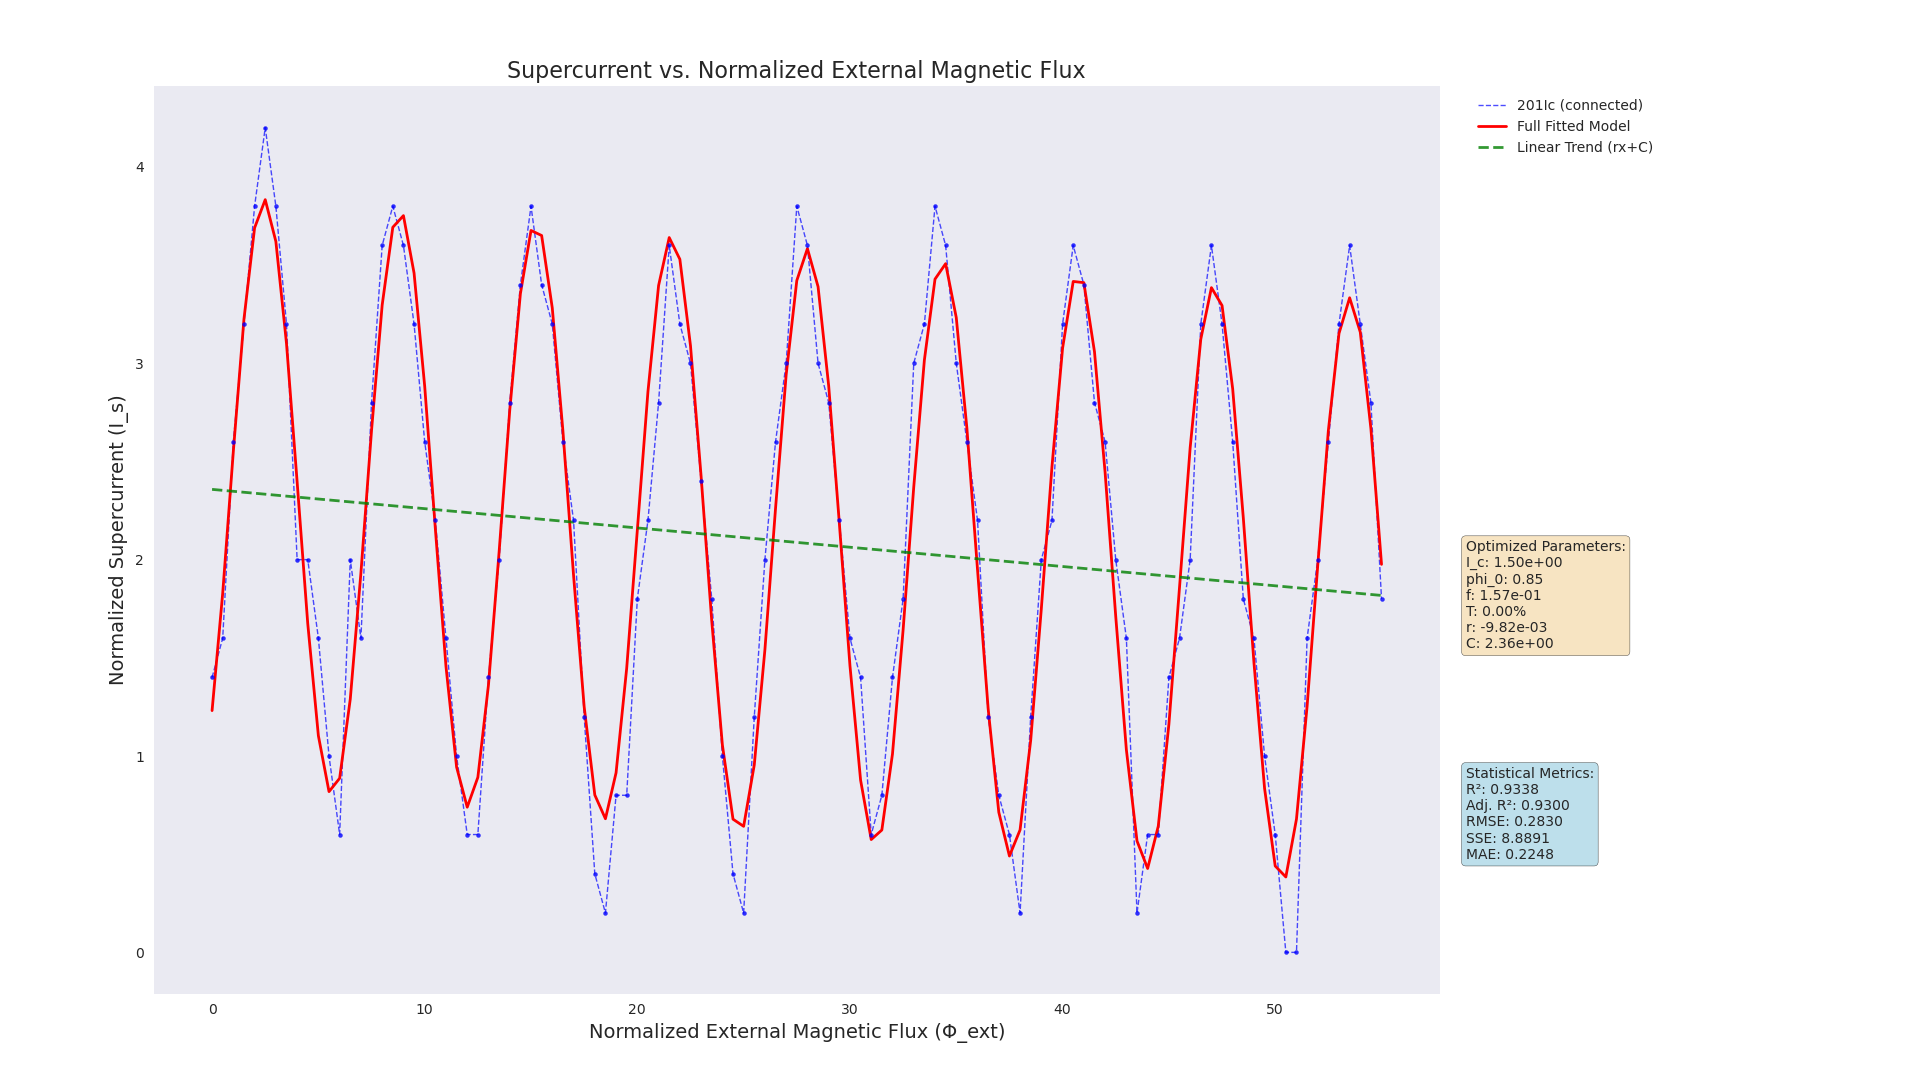 Supercurrent vs. Normalized External Magnetic Flux
201Ic (connected)
Full Fitted Model
Linear Trend (rx+C)
Normalized Supercurrent (I_s)
4
3
2
1
0
0 10 20 30 40 50
Normalized External Magnetic Flux (Φ_ext)
Optimized Parameters:
I_c: 1.50e+00
phi_0: 0.85
f: 1.57e-01
T: 0.00%
r: -9.82e-03
C: 2.36e+00
Statistical Metrics:
R²: 0.9338
Adj. R²: 0.9300
RMSE: 0.2830
SSE: 8.8891
MAE: 0.2248